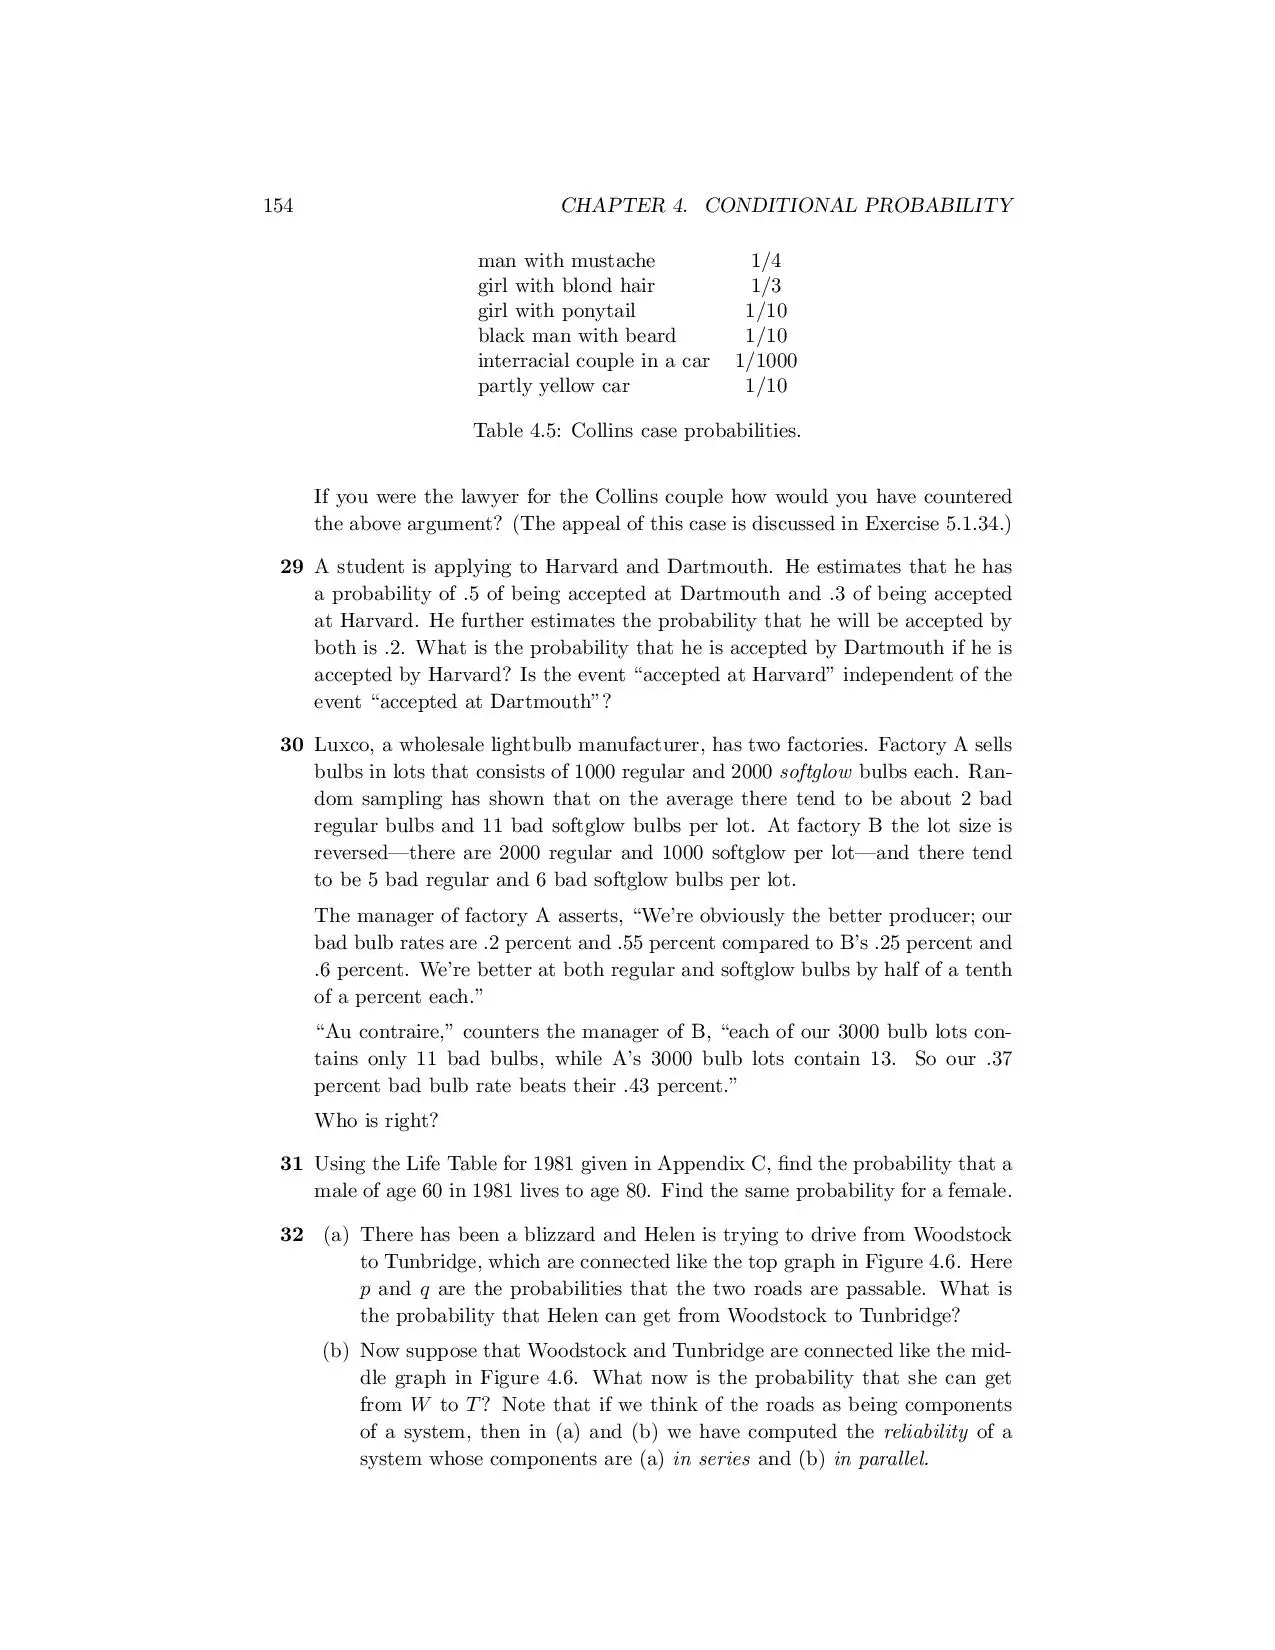 154 CHAPTER 4. CONDITIONAL PROBABILITY
man with mustache 1/4
girl with blond hair 1/3
girl with ponytail 1/10
black man with beard 1/10
interracial couple in a car 1/1000
partly yellow car 1/10
Table 4.5: Collins case probabilities.
If you were the lawyer for the Collins couple how would you have countered
the above argument? (The appeal of this case is discussed in Exercise 5.1.34.)
29 A student is applying to Harvard and Dartmouth. He estimates that he has
a probability of .5 of being accepted at Dartmouth and .3 of being accepted
at Harvard. He further estimates the probability that he will be accepted by
both is .2. What is the probability that he is accepted by Dartmouth if he is
accepted by Harvard? Is the event “accepted at Harvard” independent of the
event “accepted at Dartmouth”?
30 Luxco, a wholesale lightbulb manufacturer, has two factories. Factory A sells
bulbs in lots that consists of 1000 regular and 2000 softglow bulbs each. Ran-
dom sampling has shown that on the average there tend to be about 2 bad
regular bulbs and 11 bad softglow bulbs per lot. At factory B the lot size is
reversed—there are 2000 regular and 1000 softglow per lot—and there tend
to be 5 bad regular and 6 bad softglow bulbs per lot.
The manager of factory A asserts, “We’re obviously the better producer; our
bad bulb rates are .2 percent and .55 percent compared to B’s .25 percent and
.6 percent. We’re better at both regular and softglow bulbs by half of a tenth
of a percent each.”
“Au contraire,” counters the manager of B, “each of our 3000 bulb lots con-
tains only 11 bad bulbs, while A’s 3000 bulb lots contain 13. So our .37
percent bad bulb rate beats their .43 percent.”
Who is right?
31 Using the Life Table for 1981 given in Appendix C, find the probability that a
male of age 60 in 1981 lives to age 80. Find the same probability for a female.
32 (a) There has been a blizzard and Helen is trying to drive from Woodstock
to Tunbridge, which are connected like the top graph in Figure 4.6. Here
p and q are the probabilities that the two roads are passable. What is
the probability that Helen can get from Woodstock to Tunbridge?
(b) Now suppose that Woodstock and Tunbridge are connected like the mid-
dle graph in Figure 4.6. What now is the probability that she can get
from W to T? Note that if we think of the roads as being components
of a system, then in (a) and (b) we have computed the reliability of a
system whose components are (a) in series and (b) in parallel.